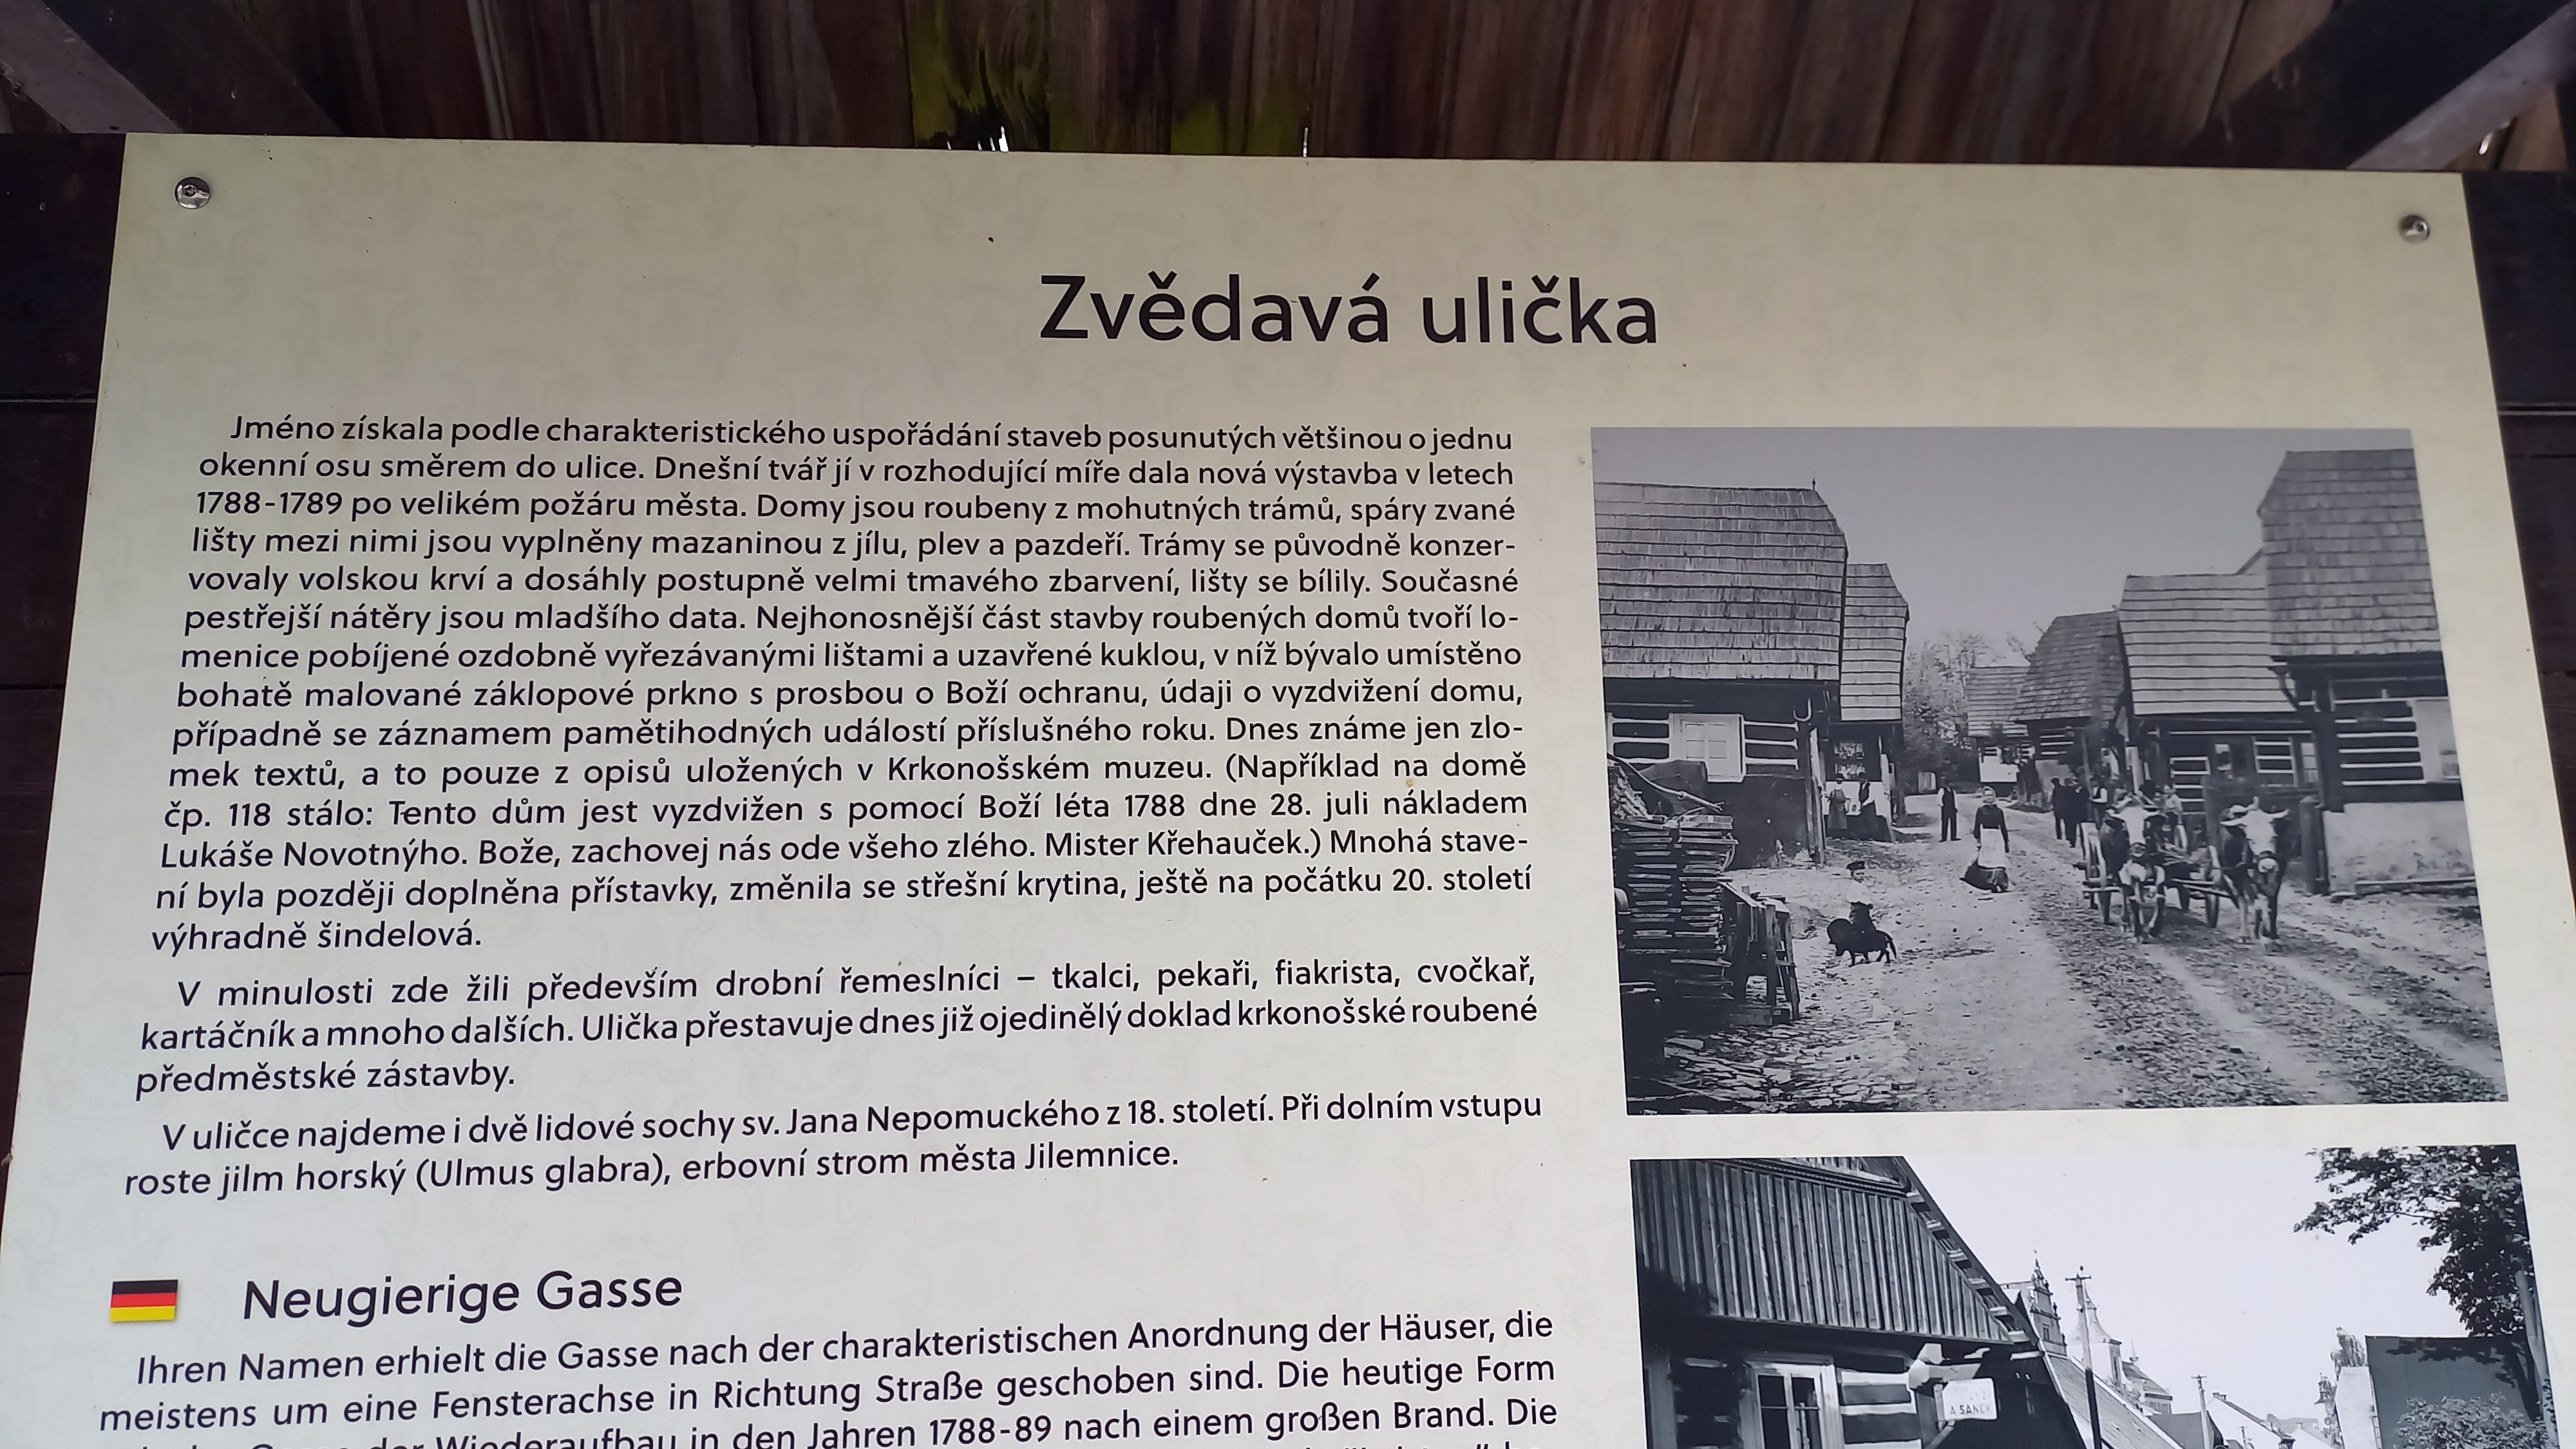 Zvědavá ulička
Jméno získala podle charakteristického uspořádání staveb posunutých většinou o jednu
okenní osu směrem do ulice. Dnešní tvář jí v rozhodující míře dala nová výstavba v letech
1788-1789 po velikém požáru města. Domy jsou roubeny z mohutných trámů, spáry zvané
lišty mezi nimi jsou vyplněny mazaninou z jílu, plev a pazdeří. Trámy se původně konzer-
vovaly volskou krví a dosáhly postupně velmi tmavého zbarvení, lišty se bílily. Současné
pestřejší nátěry jsou mladšího data. Nejhonosnější část stavby roubených domů tvoří lo-
menice pobíjené ozdobně vyřezávanými lištami a uzavřené kuklou, v níž bývalo umístěno
bohatě malované záklopové prkno s prosbou o Boží ochranu, údaji o vyzdvižení domu,
případně se záznamem pamětihodných událostí příslušného roku. Dnes známe jen zlo-
mek textů, a to pouze z opisů uložených v Krkonošském muzeu. (Například na domě
čp. 118 stálo: Tento dům jest vyzdvižen s pomocí Boží léta 1788 dne 28. juli nákladem
Lukáše Novotnýho. Bože, zachovej nás ode všeho zlého. Mister Křehauček.) Mnohá stave-
ní byla později doplněna přístavky, změnila se střešní krytina, ještě na počátku 20. století
výhradně šindelová.
V minulosti zde žili především drobní řemeslníci – tkalci, pekaři, fiakrista, cvočkař,
kartáčník a mnoho dalších. Ulička přestavuje dnes již ojedinělý doklad krkonošské roubené
předměstské zástavby.
V uličce najdeme i dvě lidové sochy sv. Jana Nepomuckého z 18. století. Při dolním vstupu
roste jilm horský (Ulmus glabra), erbovní strom města Jilemnice.
Neugierige Gasse
Ihren Namen erhielt die Gasse nach der charakteristischen Anordnung der Häuser, die
meistens um eine Fensterachse in Richtung Straße geschoben sind. Die heutige Form
der Wiederaufbau in den Jahren 1788-89 nach einem großen Brand. Die